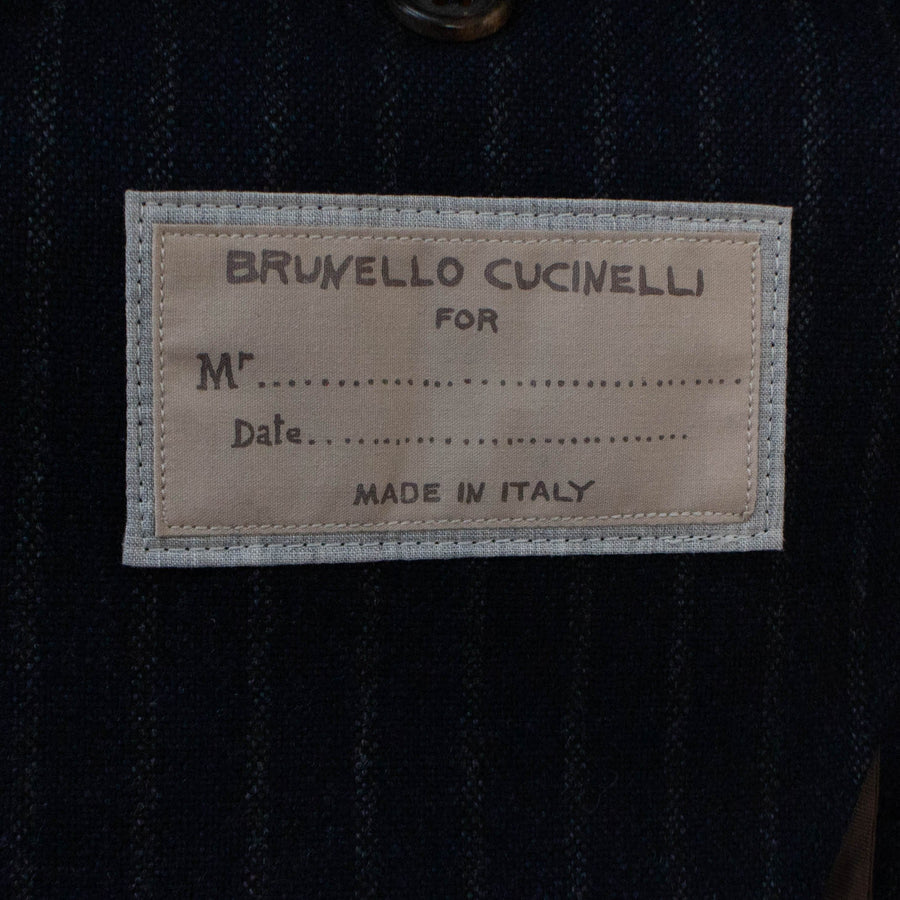 BRUNELLO CUCINELLI
FOR
Mr...............................................
Date.......................................
MADE IN ITALY